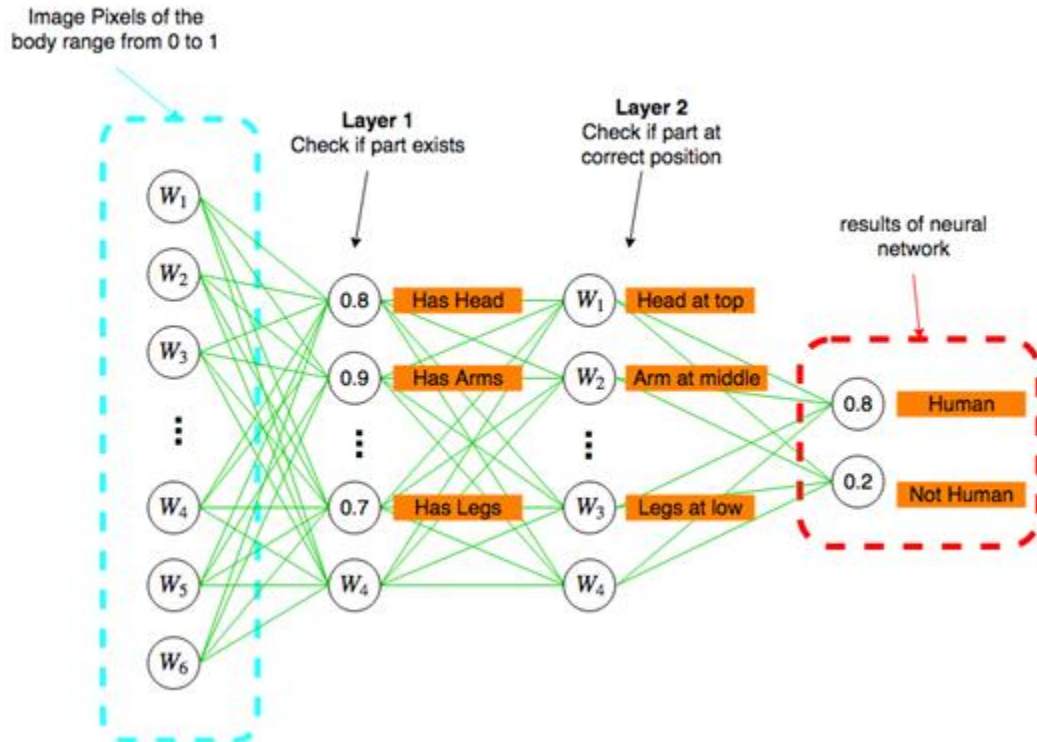 Image Pixels of the
body range from 0 to 1
Layer 1
Check if part exists
Layer 2
Check if part at
correct position
results of neural
network
W1
W2
W3
W4
W5
W6
0.8
Has Head
0.9
Has Arms
0.7
Has Legs
W4
W1
Head at top
W2
Arm at middle
W3
Legs at low
W4
0.8
Human
0.2
Not Human